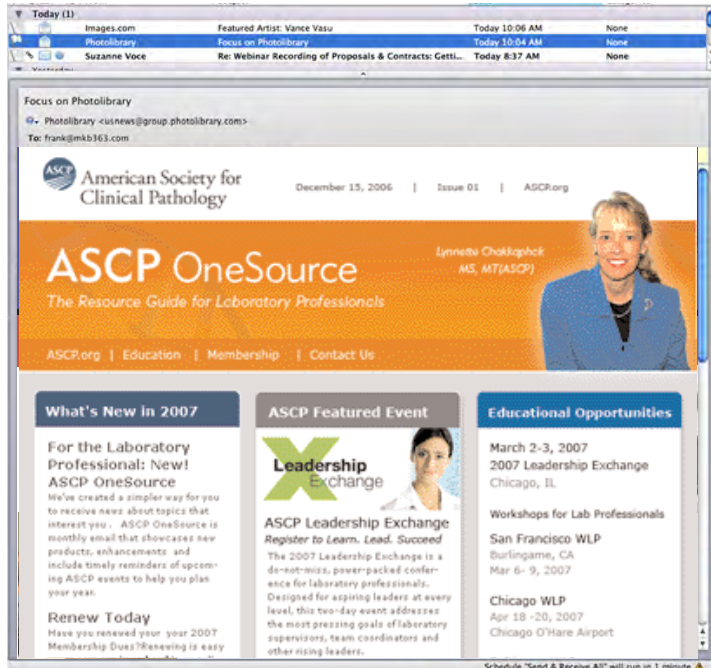 Today (1)
Images.com Featured Artist: Vance Vasu Today 10:06 AM None
Photolibrary Focus on Photolibrary Today 10:04 AM None
Suzanne Voce Re: Webinar Recording of Proposals & Contracts: Getti... Today 8:37 AM None
Yesterday
Focus on Photolibrary
Photolibrary <usnews@group.photolibrary.com>
To: frank@mkb363.com
ASCP
American Society for
Clinical Pathology
December 15, 2006 | Issue 01 | ASCP.org
ASCP OneSource
The Resource Guide for Laboratory Professionals
Lynnette Chakkaphak
MS, MT(ASCP)
ASCP.org | Education | Membership | Contact Us
What's New in 2007
For the Laboratory
Professional: New!
ASCP OneSource
We've created a simpler way for you
to receive news about topics that
interest you. ASCP OneSource is
monthly email that showcases new
products, enhancements and
include timely reminders of upcom-
ing ASCP events to help you plan
your year.
Renew Today
Have you renewed your your 2007
Membership Dues?Renewing is easy
ASCP Featured Event
Leadership
Exchange
ASCP Leadership Exchange
Register to Learn. Lead. Succeed
The 2007 Leadership Exchange is a
do-not-miss, power-packed confer-
ence for laboratory professionals.
Designed for aspiring leaders at every
level, this two-day event addresses
the most pressing goals of laboratory
supervisors, team coordinators and
other rising leaders.
Educational Opportunities
March 2-3, 2007
2007 Leadership Exchange
Chicago, IL
Workshops for Lab Professionals
San Francisco WLP
Burlingame, CA
Mar 6- 9, 2007
Chicago WLP
Apr 18 -20, 2007
Chicago O'Hare Airport
Schedule "Send & Receive All" will run in 1 minute